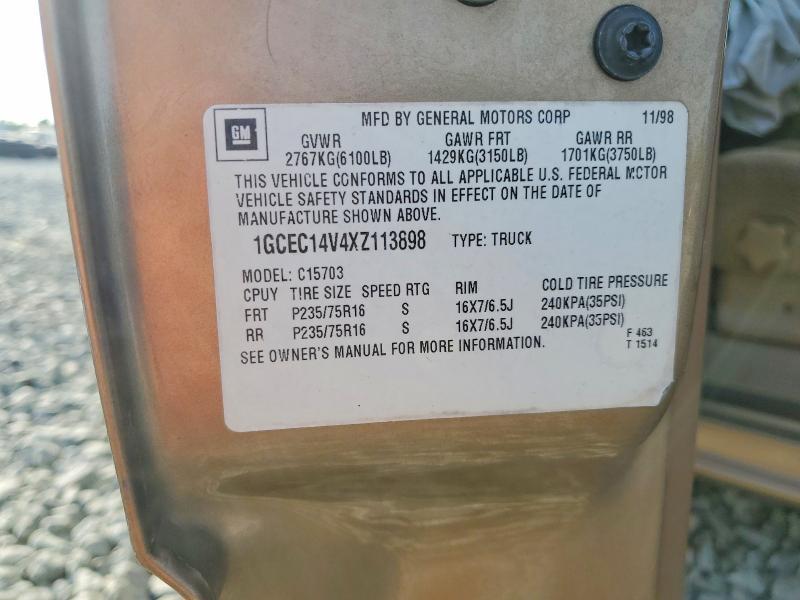 GM
MFD BY GENERAL MOTORS CORP 11/98
GVWR GAWR FRT GAWR RR
2767KG(6100LB) 1429KG(3150LB) 1701KG(3750LB)
THIS VEHICLE CONFORMS TO ALL APPLICABLE U.S. FEDERAL MOTOR
VEHICLE SAFETY STANDARDS IN EFFECT ON THE DATE OF
MANUFACTURE SHOWN ABOVE.
1GCEC14V4XZ113898 TYPE: TRUCK
MODEL: C15703
CPUY TIRE SIZE SPEED RTG RIM COLD TIRE PRESSURE
FRT P235/75R16 S 16X7/6.5J 240KPA(35PSI)
RR P235/75R16 S 16X7/6.5J 240KPA(35PSI)
SEE OWNER'S MANUAL FOR MORE INFORMATION.
F 463
T 1514